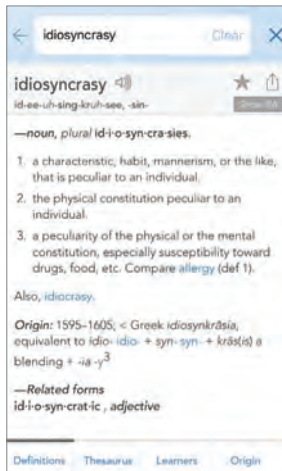 idiosyncrasy Clear
idiosyncrasy
id-ee-uh-sing-kruh-see, -sin-
Show IPA
—noun, plural id·i·o·syn·cra·sies.
1. a characteristic, habit, mannerism, or the like,
that is peculiar to an individual.
2. the physical constitution peculiar to an
individual.
3. a peculiarity of the physical or the mental
constitution, especially susceptibility toward
drugs, food, etc. Compare allergy (def 1).
Also, idiocrasy.
Origin: 1595–1605; < Greek idiosynkrāsía,
equivalent to idio- idio- + syn- syn- + krās(is) a
blending + -ia -y3
—Related forms
id·i·o·syn·crat·ic , adjective
Definitions Thesaurus Learners Origin